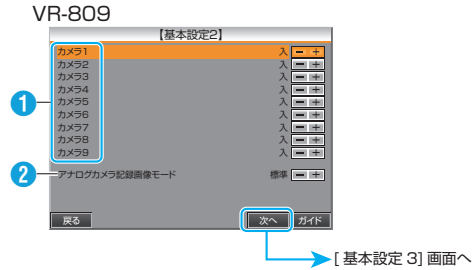 VR-809
【基本設定2】
カメラ1 入 − +
カメラ2 入 − +
カメラ3 入 − +
カメラ4 入 − +
カメラ5 入 − +
カメラ6 入 − +
カメラ7 入 − +
カメラ8 入 − +
カメラ9 入 − +
1
2 アナログカメラ記録画像モード 標準 − +
戻る 次へ ガイド
[ 基本設定 3] 画面へ